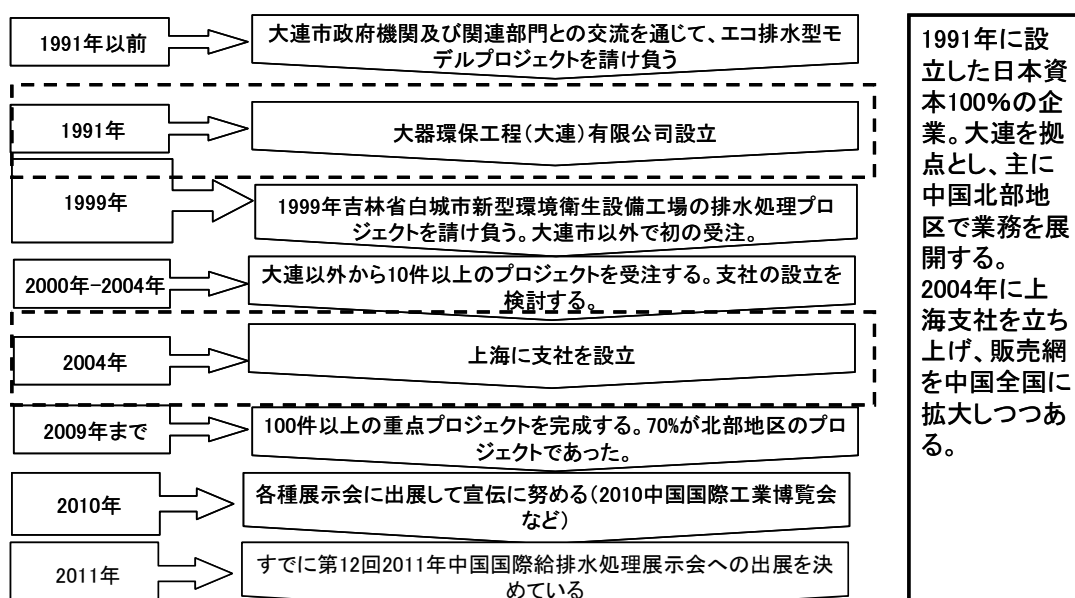 1991年以前
大連市政府機関及び関連部門との交流を通じて、エコ排水型モ
デルプロジェクトを請け負う
1991年
大器環保工程(大連)有限公司設立
1999年
1999年吉林省白城市新型環境衛生設備工場の排水処理プロ
ジェクトを請け負う。大連市以外で初の受注。
2000年-2004年
大連以外から10件以上のプロジェクトを受注する。支社の設立を
検討する。
2004年
上海に支社を設立
2009年まで
100件以上の重点プロジェクトを完成する。70%が北部地区のプロ
ジェクトであった。
2010年
各種展示会に出展して宣伝に努める(2010中国国際工業博覧会
など)
2011年
すでに第12回2011年中国国際給排水処理展示会への出展を決
めている
1991年に設
立した日本資
本100%の企
業。大連を拠
点とし、主に
中国北部地
区で業務を展
開する。
2004年に上
海支社を立ち
上げ、販売網
を中国全国に
拡大しつつあ
る。